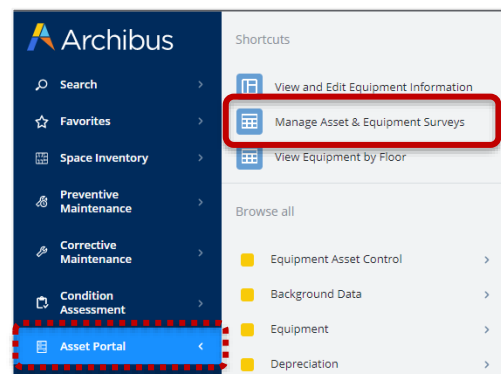 Archibus
Search
Favorites
Space Inventory
Preventive
Maintenance
Corrective
Maintenance
Condition
Assessment
Asset Portal
Shortcuts
View and Edit Equipment Information
Manage Asset & Equipment Surveys
View Equipment by Floor
Browse all
Equipment Asset Control
Background Data
Equipment
Depreciation